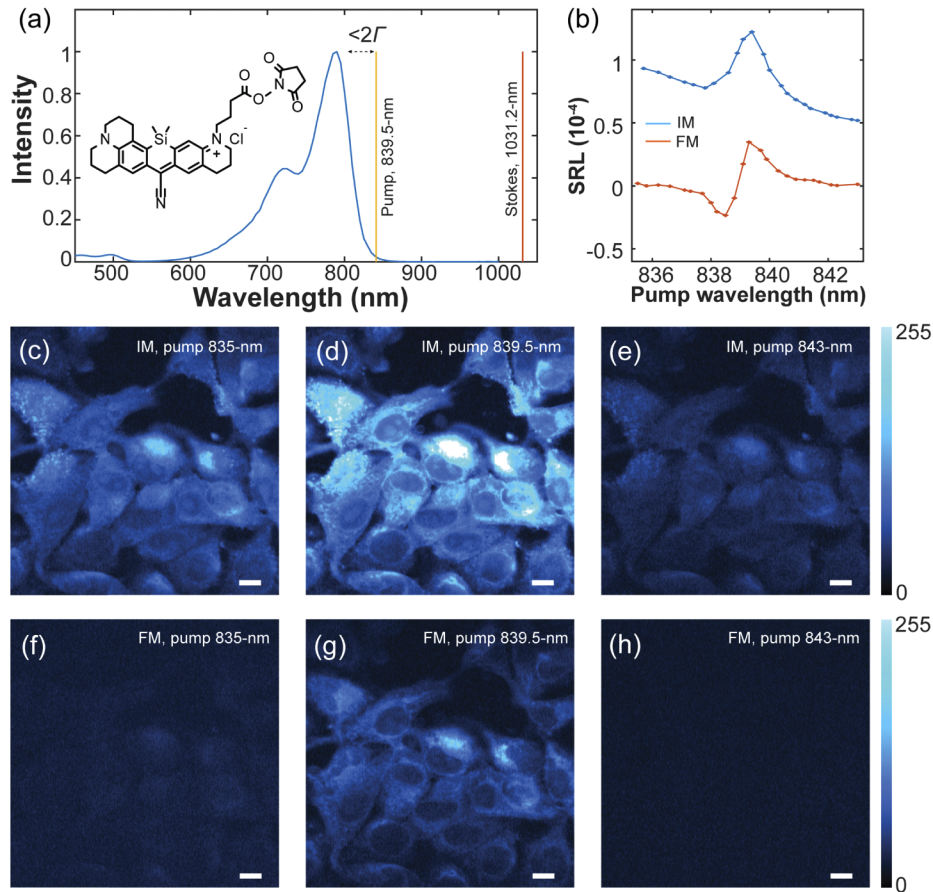 (a)
<2Γ
Intensity
1
0.8
0.6
0.4
0.2
0
O
N
O
O
O
N
Si
N
+
Cl-
N
Pump, 839.5-nm
Stokes, 1031.2-nm
500 600 700 800 900 1000
Wavelength (nm)
(b)
SRL (10-4)
1
0.5
0
-0.5
IM
FM
836 838 840 842
Pump wavelength (nm)
(c) IM, pump 835-nm
(d) IM, pump 839.5-nm
(e) IM, pump 843-nm
255
0
(f) FM, pump 835-nm
(g) FM, pump 839.5-nm
(h) FM, pump 843-nm
255
0